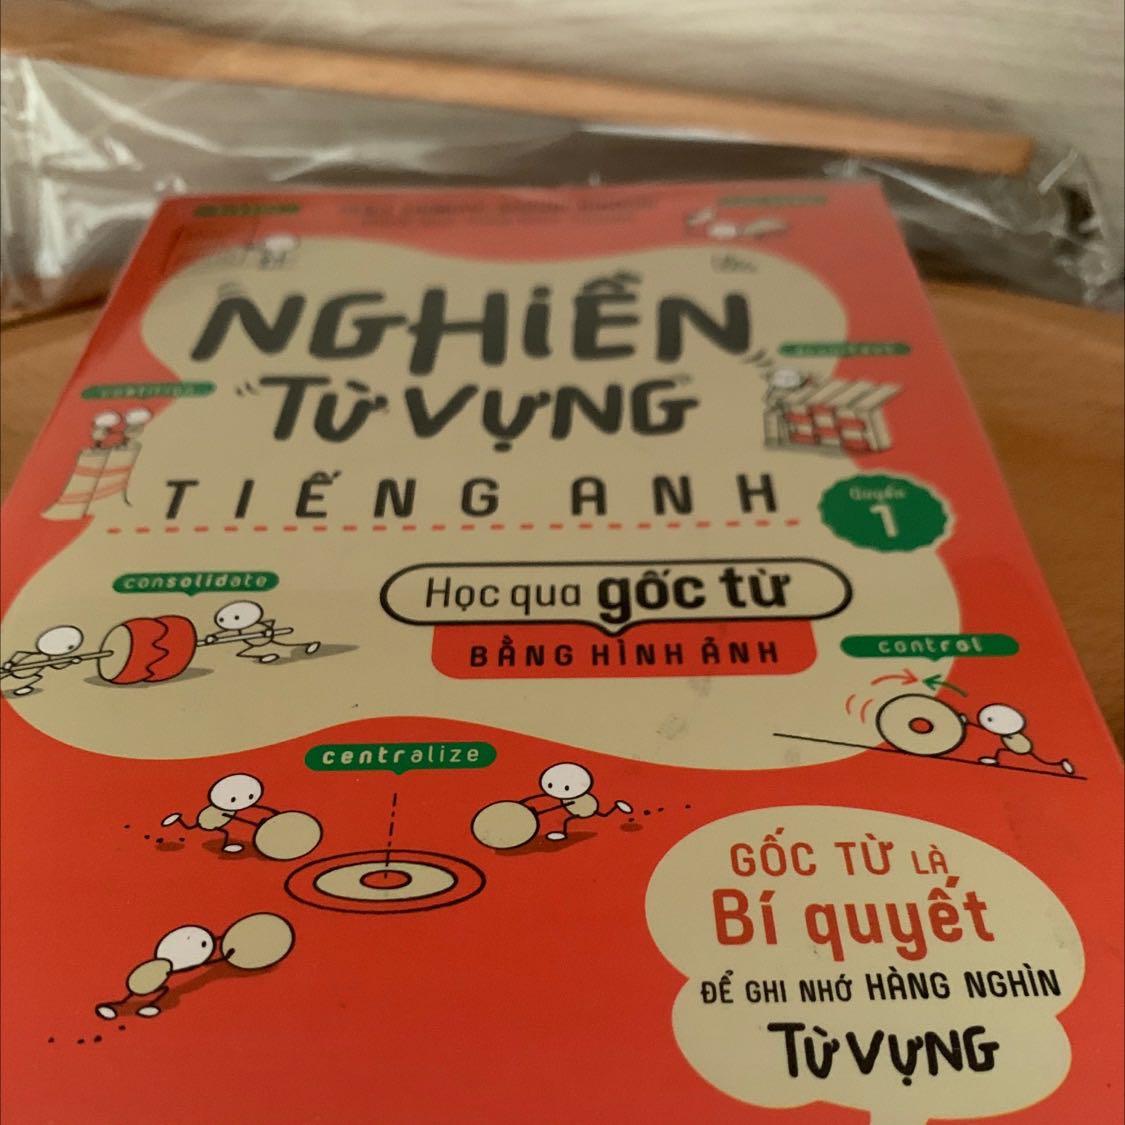 NGHIỀN
TỪ VỰNG
TIẾNG ANH
Quyển
1
consolidate
Học qua gốc từ
BẰNG HÌNH ẢNH
control
centralize
GỐC TỪ LÀ
Bí quyết
ĐỂ GHI NHỚ HÀNG NGHÌN
TỪ VỰNG